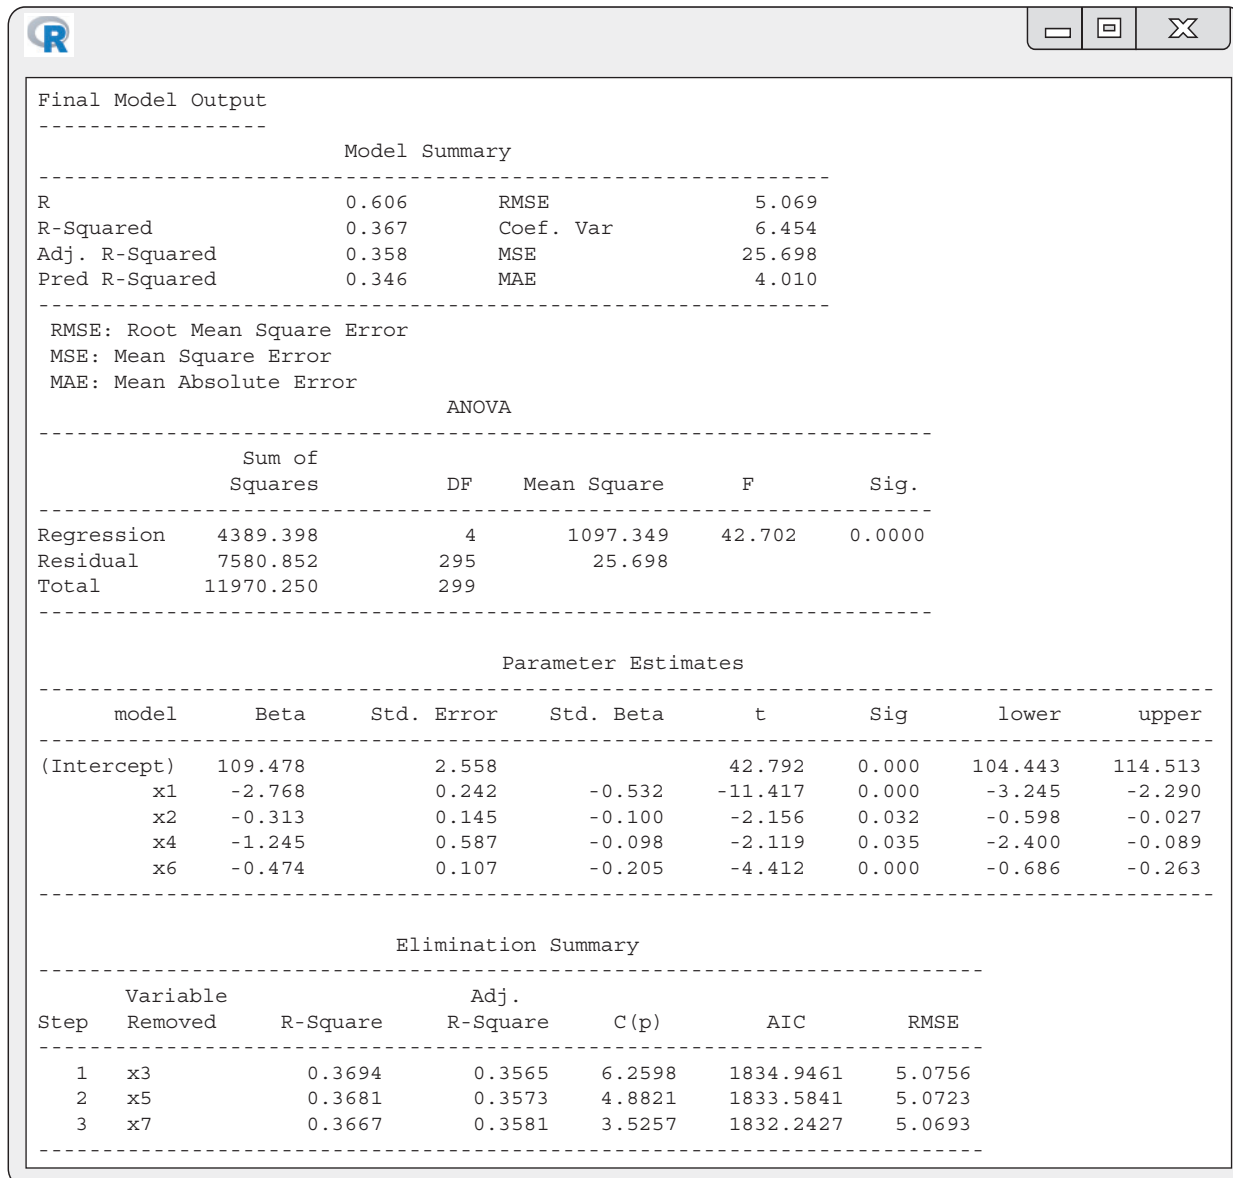 R
Final Model Output
------------------
Model Summary
--------------------------------------------------------------
R 0.606 RMSE 5.069
R-Squared 0.367 Coef. Var 6.454
Adj. R-Squared 0.358 MSE 25.698
Pred R-Squared 0.346 MAE 4.010
--------------------------------------------------------------
RMSE: Root Mean Square Error
MSE: Mean Square Error
MAE: Mean Absolute Error
ANOVA
----------------------------------------------------------------------
Sum of
Squares DF Mean Square F Sig.
----------------------------------------------------------------------
Regression 4389.398 4 1097.349 42.702 0.0000
Residual 7580.852 295 25.698
Total 11970.250 299
----------------------------------------------------------------------
Parameter Estimates
--------------------------------------------------------------------------------------------
model Beta Std. Error Std. Beta t Sig lower upper
--------------------------------------------------------------------------------------------
(Intercept) 109.478 2.558 42.792 0.000 104.443 114.513
x1 -2.768 0.242 -0.532 -11.417 0.000 -3.245 -2.290
x2 -0.313 0.145 -0.100 -2.156 0.032 -0.598 -0.027
x4 -1.245 0.587 -0.098 -2.119 0.035 -2.400 -0.089
x6 -0.474 0.107 -0.205 -4.412 0.000 -0.686 -0.263
--------------------------------------------------------------------------------------------
Elimination Summary
--------------------------------------------------------------------------
Variable Adj.
Step Removed R-Square R-Square C(p) AIC RMSE
--------------------------------------------------------------------------
1 x3 0.3694 0.3565 6.2598 1834.9461 5.0756
2 x5 0.3681 0.3573 4.8821 1833.5841 5.0723
3 x7 0.3667 0.3581 3.5257 1832.2427 5.0693
--------------------------------------------------------------------------